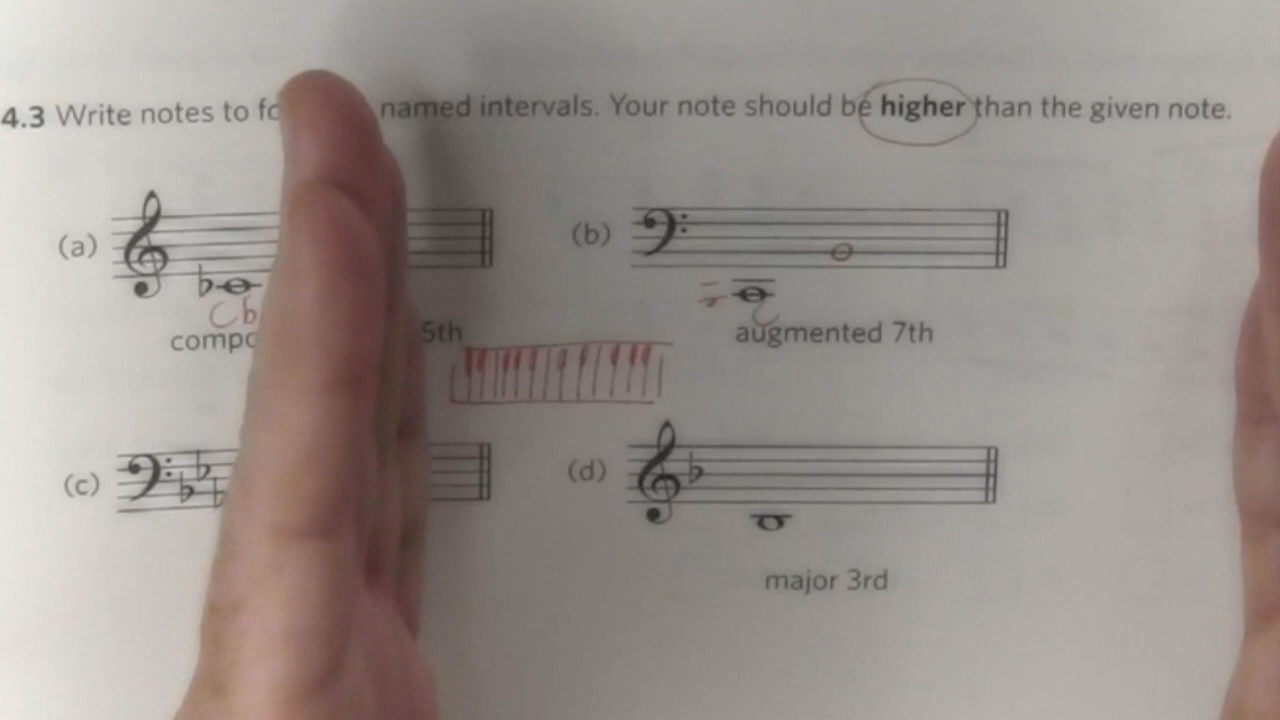 4.3 Write notes to fo named intervals. Your note should be higher than the given note.
(a) (b)
Cb C
compo 5th augmented 7th
(c) (d)
major 3rd